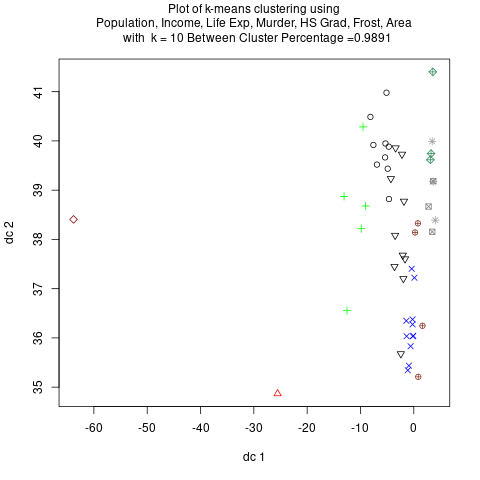 Plot of k-means clustering using
Population, Income, Life Exp, Murder, HS Grad, Frost, Area
with k = 10 Between Cluster Percentage =0.9891
41
40
39
38
37
36
35
dc 2
-60 -50 -40 -30 -20 -10 0
dc 1